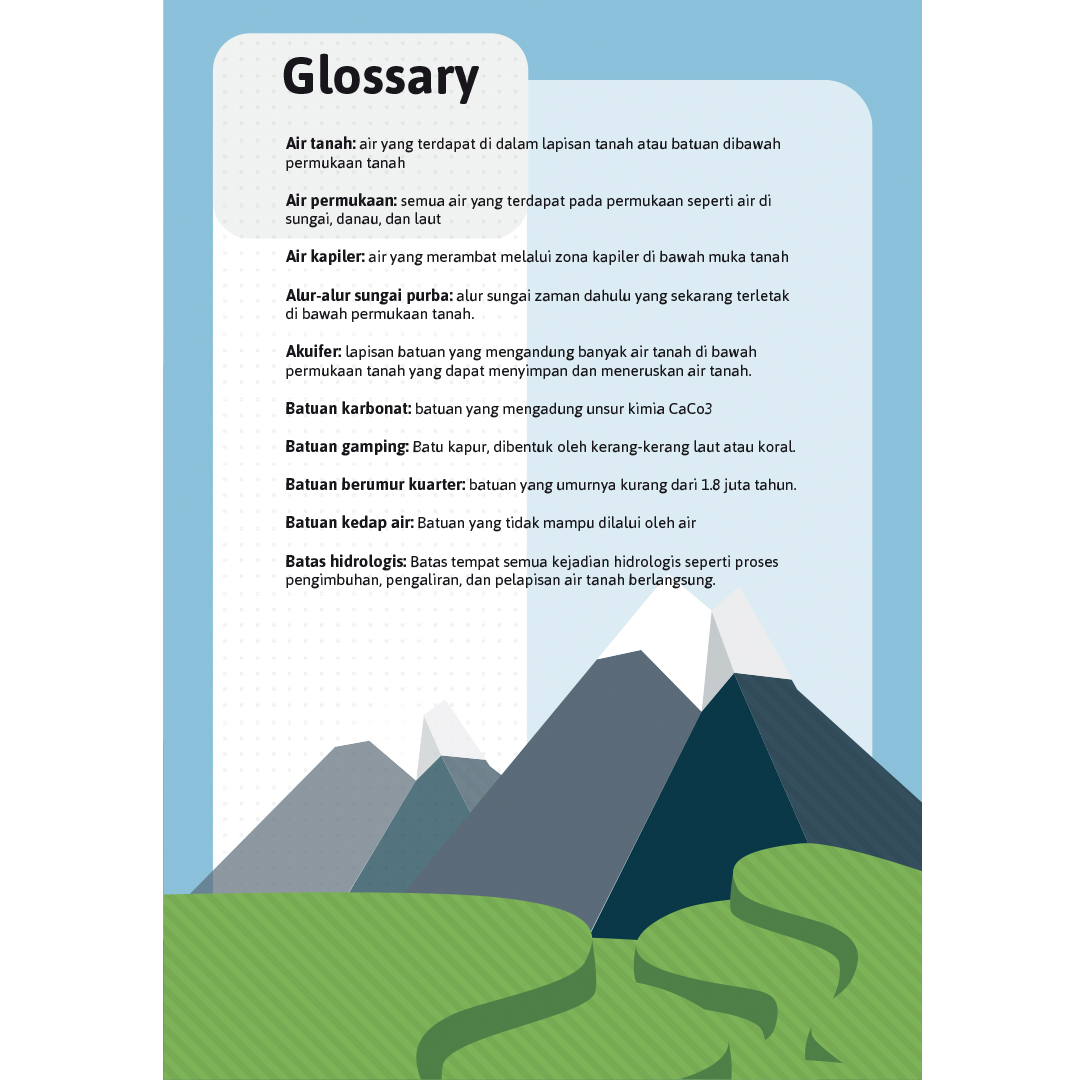 Glossary
Air tanah: air yang terdapat di dalam lapisan tanah atau batuan dibawah
permukaan tanah
Air permukaan: semua air yang terdapat pada permukaan seperti air di
sungai, danau, dan laut
Air kapiler: air yang merambat melalui zona kapiler di bawah muka tanah
Alur-alur sungai purba: alur sungai zaman dahulu yang sekarang terletak
di bawah permukaan tanah.
Akuifer: lapisan batuan yang mengandung banyak air tanah di bawah
permukaan tanah yang dapat menyimpan dan meneruskan air tanah.
Batuan karbonat: batuan yang mengadung unsur kimia CaCo3
Batuan gamping: Batu kapur, dibentuk oleh kerang-kerang laut atau koral.
Batuan berumur kuarter: batuan yang umurnya kurang dari 1.8 juta tahun.
Batuan kedap air: Batuan yang tidak mampu dilalui oleh air
Batas hidrologis: Batas tempat semua kejadian hidrologis seperti proses
pengimbuhan, pengaliran, dan pelapisan air tanah berlangsung.